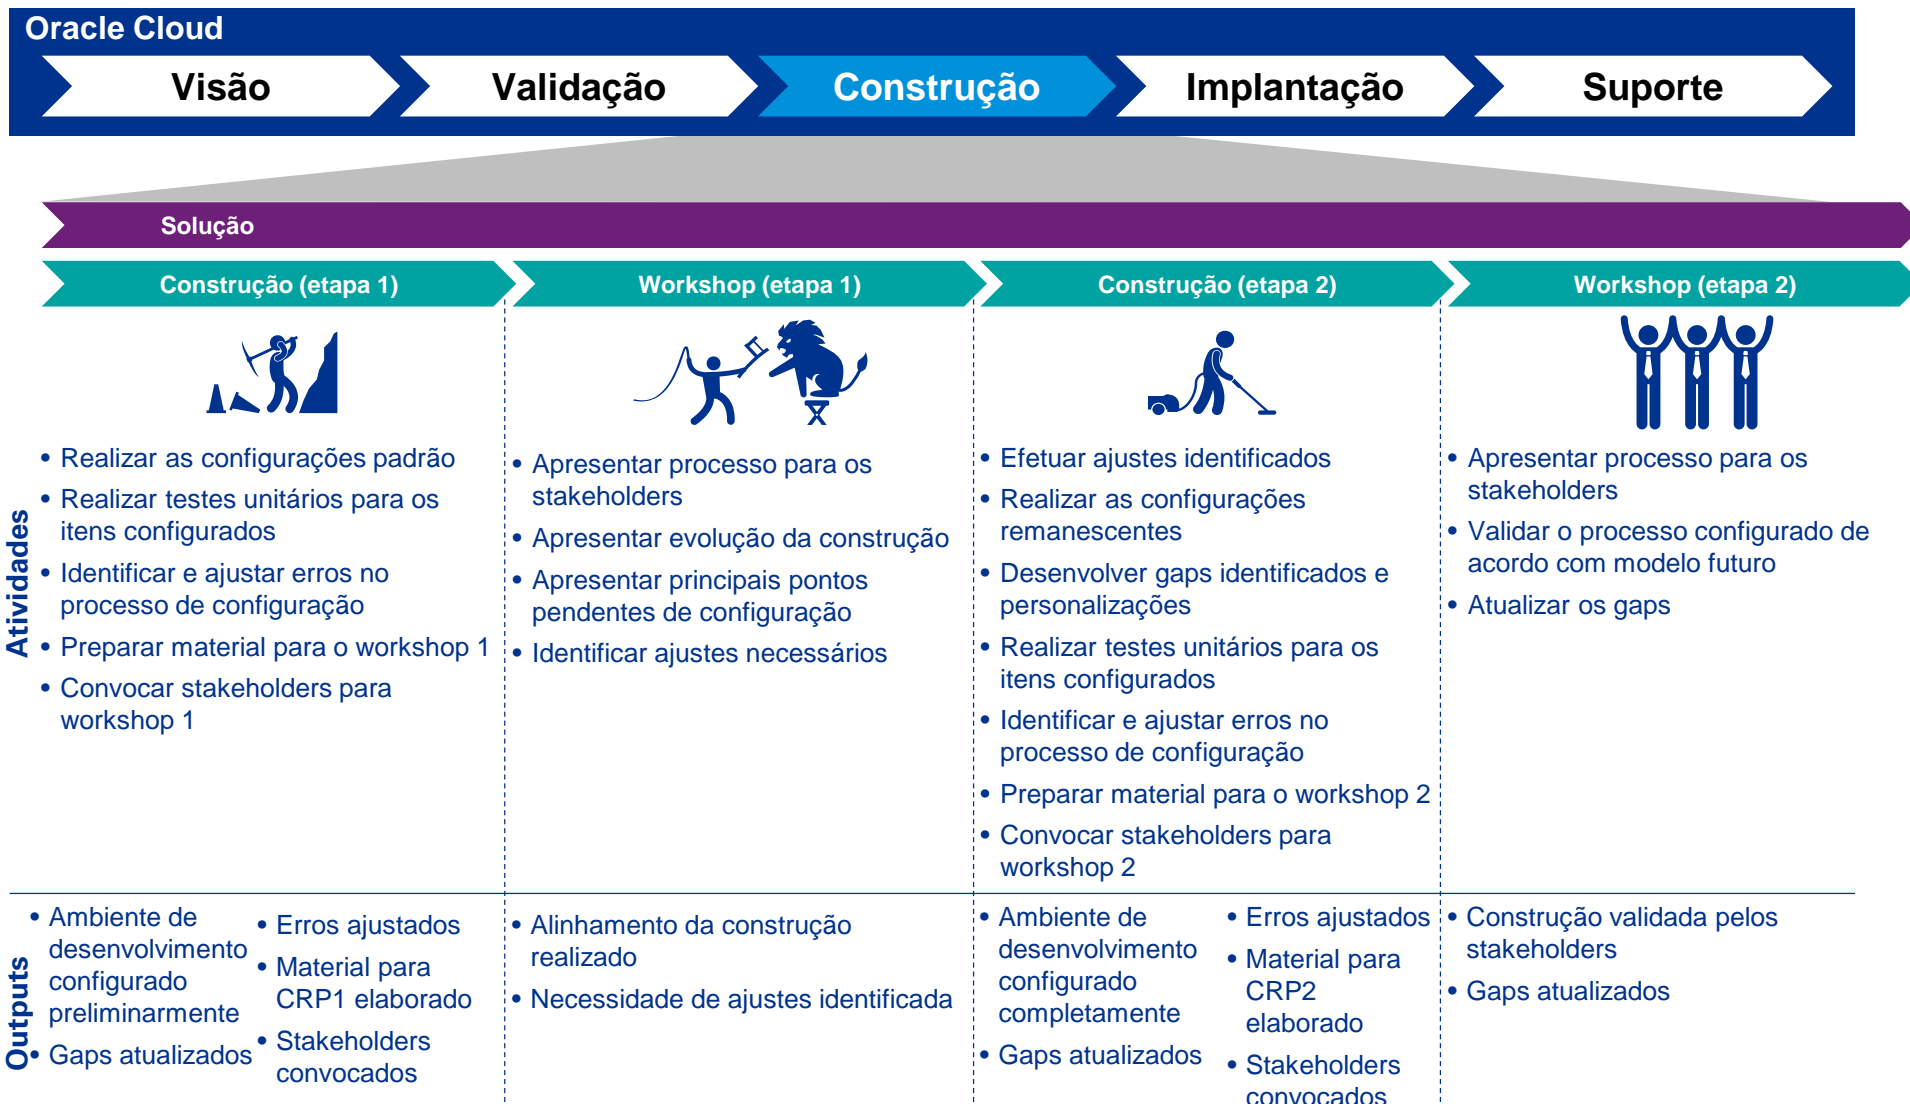 Oracle Cloud
Visão
Validação
Construção
Implantação
Suporte
Solução
Construção (etapa 1)
Workshop (etapa 1)
Construção (etapa 2)
Workshop (etapa 2)
Atividades
• Realizar as configurações padrão
• Realizar testes unitários para os
itens configurados
• Identificar e ajustar erros no
processo de configuração
• Preparar material para o workshop 1
• Convocar stakeholders para
workshop 1
• Apresentar processo para os
stakeholders
• Apresentar evolução da construção
• Apresentar principais pontos
pendentes de configuração
• Identificar ajustes necessários
• Efetuar ajustes identificados
• Realizar as configurações
remanescentes
• Desenvolver gaps identificados e
personalizações
• Realizar testes unitários para os
itens configurados
• Identificar e ajustar erros no
processo de configuração
• Preparar material para o workshop 2
• Convocar stakeholders para
workshop 2
• Apresentar processo para os
stakeholders
• Validar o processo configurado de
acordo com modelo futuro
• Atualizar os gaps
Outputs
• Ambiente de
desenvolvimento
configurado
preliminarmente
• Gaps atualizados
• Erros ajustados
• Material para
CRP1 elaborado
• Stakeholders
convocados
• Alinhamento da construção
realizado
• Necessidade de ajustes identificada
• Ambiente de
desenvolvimento
configurado
completamente
• Gaps atualizados
• Erros ajustados
• Material para
CRP2
elaborado
• Stakeholders
convocados
• Construção validada pelos
stakeholders
• Gaps atualizados